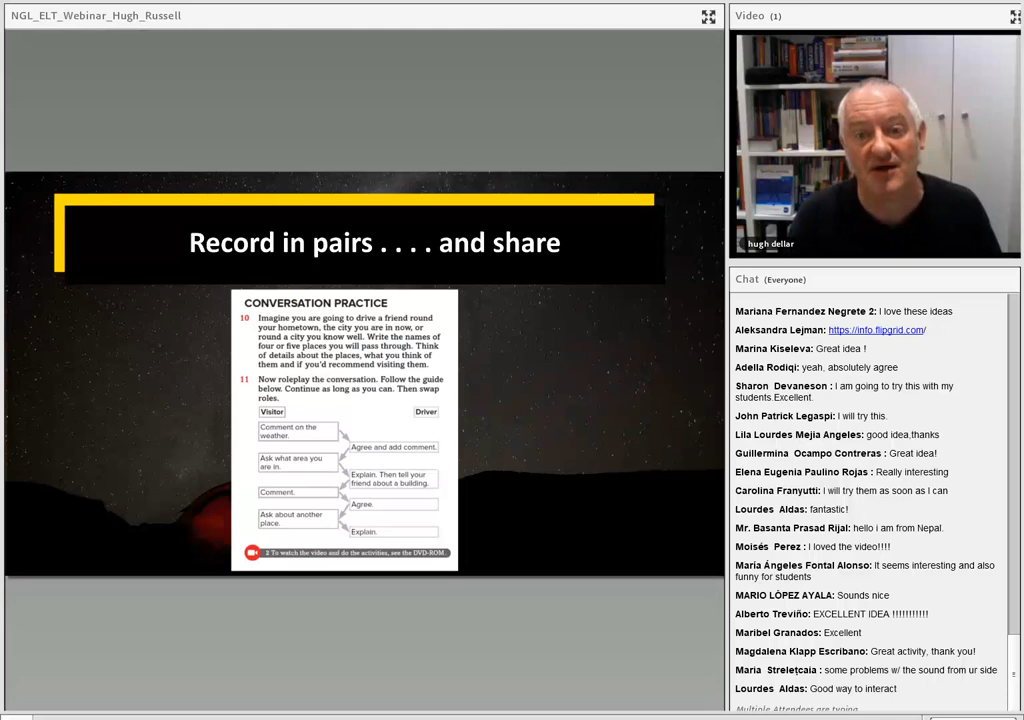 NGL_ELT_Webinar_Hugh_Russell
Record in pairs . . . . and share
CONVERSATION PRACTICE
10 Imagine you are going to drive a friend round
your hometown, the city you are in now, or
round a city you know well. Write the names of
four or five places you will pass through. Think
of details about the places, what you think of
them and if you'd recommend visiting them.
11 Now roleplay the conversation. Follow the guide
below. Continue as long as you can. Then swap
roles.
Visitor
Driver
Comment on the
weather.
Agree and add comment.
Ask what area you
are in.
Explain. Then tell your
friend about a building.
Comment.
Agree.
Ask about another
place.
Explain.
2 To watch the video and do the activities, see the DVD-ROM.
Video (1)
hugh dellar
Chat (Everyone)
Mariana Fernandez Negrete 2: I love these ideas
Aleksandra Lejman: https://info.flipgrid.com/
Marina Kiseleva: Great idea !
Adella Rodiqi: yeah, absolutely agree
Sharon Devaneson : I am going to try this with my
students.Excellent.
John Patrick Legaspi: I will try this.
Lila Lourdes Mejia Angeles: good idea,thanks
Guillermina Ocampo Contreras : Great idea!
Elena Eugenia Paulino Rojas : Really interesting
Carolina Franyutti: I will try them as soon as I can
Lourdes Aldas: fantastic!
Mr. Basanta Prasad Rijal: hello i am from Nepal.
Moisés Perez : I loved the video!!!!
María Ángeles Fontal Alonso: It seems interesting and also
funny for students
MARIO LÓPEZ AYALA: Sounds nice
Alberto Treviño: EXCELLENT IDEA !!!!!!!!!!!
Maribel Granados: Excellent
Magdalena Klapp Escribano: Great activity, thank you!
Maria Strelețcaia : some problems w/ the sound from ur side
Lourdes Aldas: Good way to interact
Multiple Attendees are typing